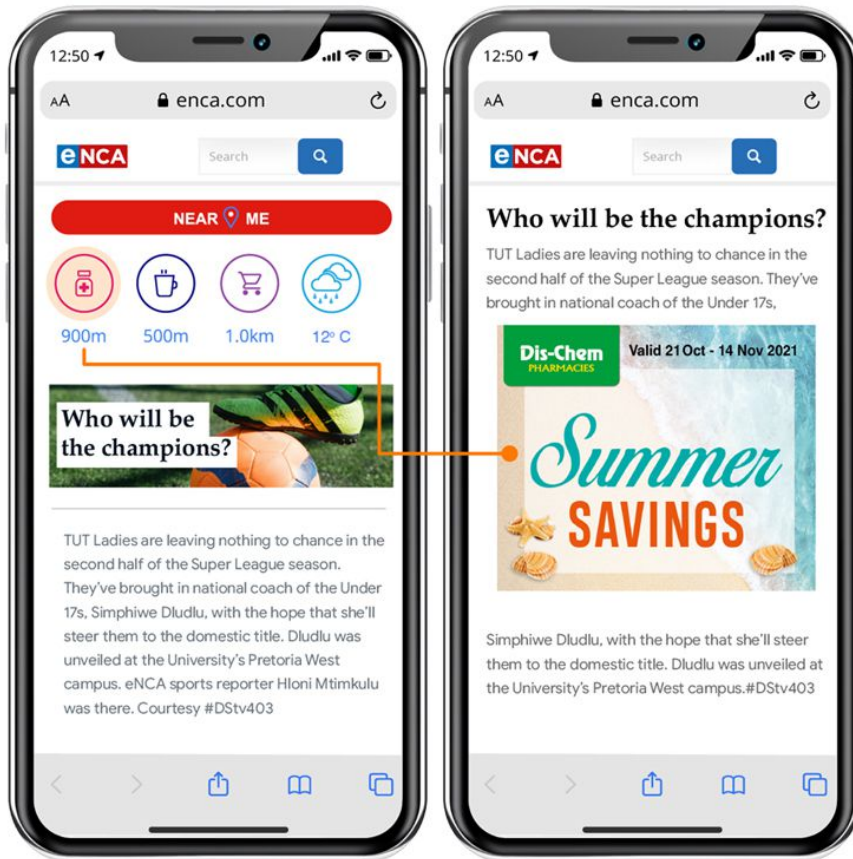 12:50
AA enca.com
eNCA Search
NEAR ME
900m 500m 1.0km 12° C
Who will be
the champions?
TUT Ladies are leaving nothing to chance in the
second half of the Super League season.
They've brought in national coach of the Under
17s, Simphiwe Dludlu, with the hope that she'll
steer them to the domestic title. Dludlu was
unveiled at the University's Pretoria West
campus. eNCA sports reporter Hloni Mtimkulu
was there. Courtesy #DStv403
12:50
AA enca.com
eNCA Search
Who will be the champions?
TUT Ladies are leaving nothing to chance in the
second half of the Super League season. They've
brought in national coach of the Under 17s,
Dis-Chem Valid 21 Oct - 14 Nov 2021
PHARMACIES
Summer
SAVINGS
Simphiwe Dludlu, with the hope that she'll steer
them to the domestic title. Dludlu was unveiled at
the University's Pretoria West campus.#DStv403